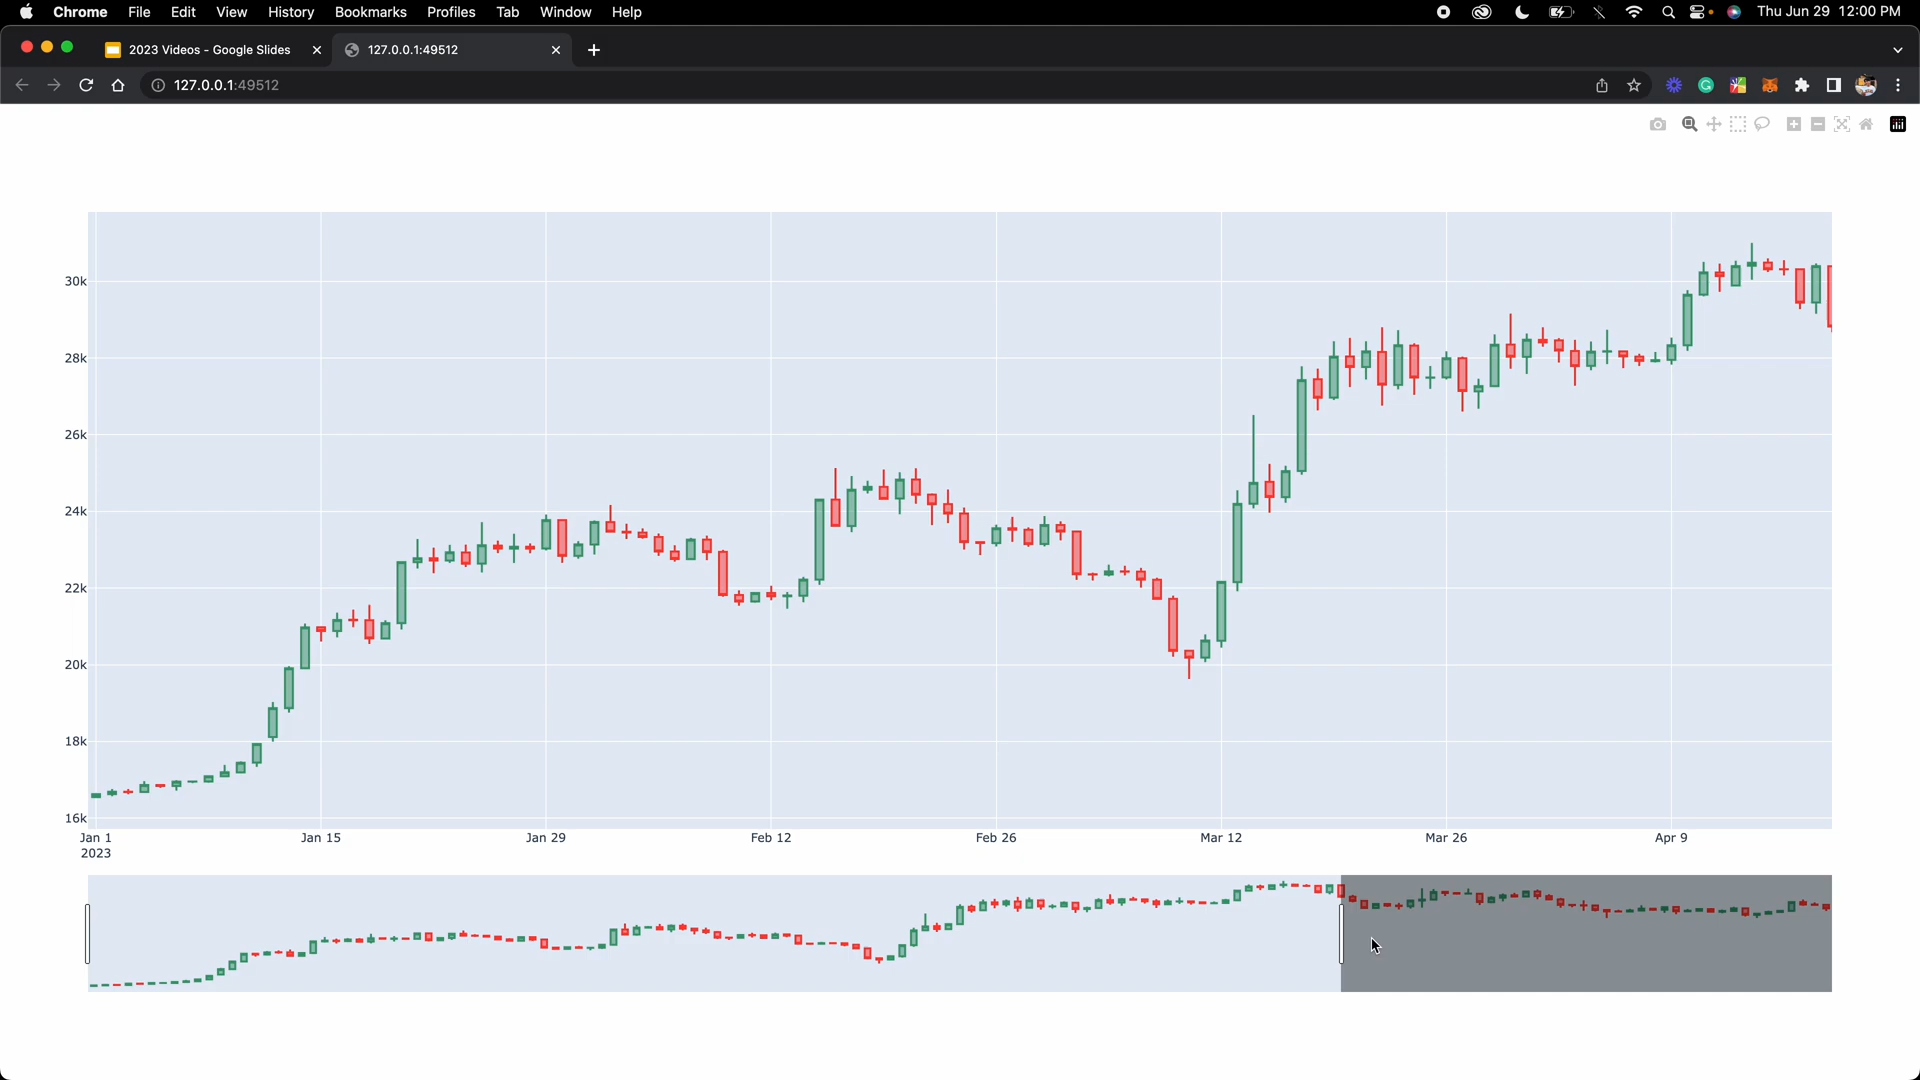 Chrome File Edit View History Bookmarks Profiles Tab Window Help Thu Jun 29 12:00 PM
2023 Videos - Google Slides 127.0.0.1:49512
127.0.0.1:49512
30k
28k
26k
24k
22k
20k
18k
16k
Jan 1 Jan 15 Jan 29 Feb 12 Feb 26 Mar 12 Mar 26 Apr 9
2023